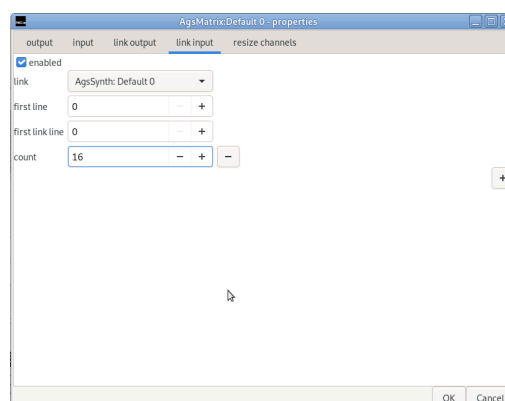 AgsMatrix:Default 0 - properties
output input link output link input resize channels
enabled
link AgsSynth: Default 0
first line 0 − +
first link line 0 − +
count 16 − + −
+
OK Cancel